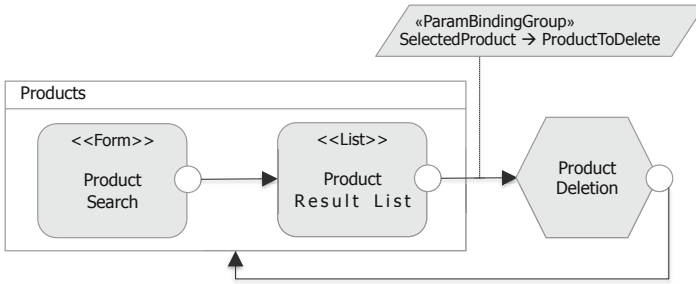 «ParamBindingGroup»
SelectedProduct → ProductToDelete
Products
<<Form>>
Product
Search
<<List>>
Product
Result List
Product
Deletion